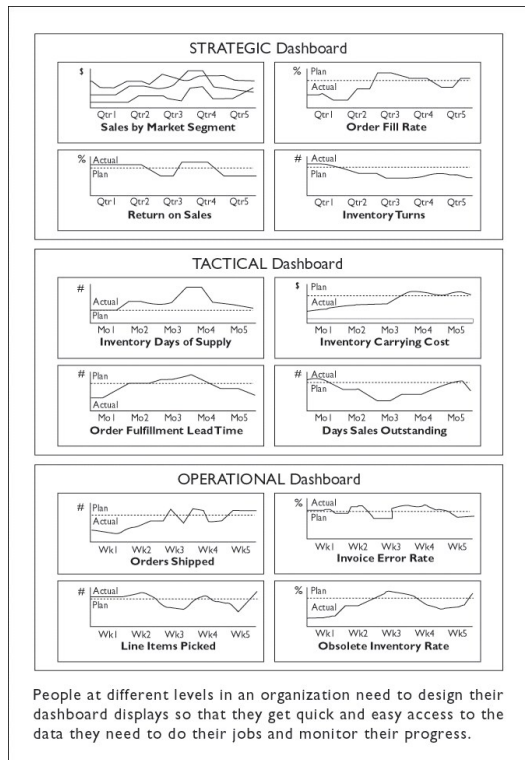 STRATEGIC Dashboard
$
Qtr1 Qtr2 Qtr3 Qtr4 Qtr5
Sales by Market Segment
%
Plan
Actual
Qtr1 Qtr2 Qtr3 Qtr4 Qtr5
Order Fill Rate
%
Actual
Plan
Qtr1 Qtr2 Qtr3 Qtr4 Qtr5
Return on Sales
#
Actual
Plan
Qtr1 Qtr2 Qtr3 Qtr4 Qtr5
Inventory Turns
TACTICAL Dashboard
#
Actual
Plan
Mo1 Mo2 Mo3 Mo4 Mo5
Inventory Days of Supply
$
Plan
Actual
Mo1 Mo2 Mo3 Mo4 Mo5
Inventory Carrying Cost
#
Plan
Actual
Mo1 Mo2 Mo3 Mo4 Mo5
Order Fulfillment Lead Time
#
Actual
Plan
Mo1 Mo2 Mo3 Mo4 Mo5
Days Sales Outstanding
OPERATIONAL Dashboard
#
Plan
Actual
Wk1 Wk2 Wk3 Wk4 Wk5
Orders Shipped
%
Actual
Plan
Wk1 Wk2 Wk3 Wk4 Wk5
Invoice Error Rate
#
Actual
Plan
Wk1 Wk2 Wk3 Wk4 Wk5
Line Items Picked
%
Plan
Actual
Wk1 Wk2 Wk3 Wk4 Wk5
Obsolete Inventory Rate
People at different levels in an organization need to design their
dashboard displays so that they get quick and easy access to the
data they need to do their jobs and monitor their progress.